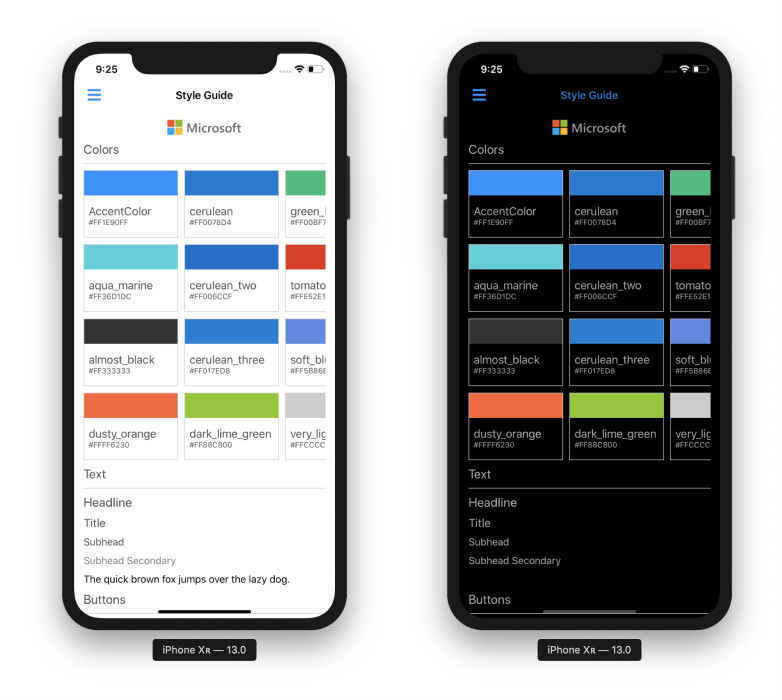 9:25
Style Guide
Microsoft
Colors
AccentColor
#FF1E90FF
cerulean
#FF0078D4
green_
#FF00BF7
aqua_marine
#FF36D1DC
cerulean_two
#FF006CCF
tomato
#FFE52E1
almost_black
#FF333333
cerulean_three
#FF017ED8
soft_bl
#FF5B86E
dusty_orange
#FFFF6230
dark_lime_green
#FF88C800
very_lig
#FFCCCC
Text
Headline
Title
Subhead
Subhead Secondary
The quick brown fox jumps over the lazy dog.
Buttons
iPhone Xʀ — 13.0
9:25
Style Guide
Microsoft
Colors
AccentColor
#FF1E90FF
cerulean
#FF0078D4
green_
#FF00BF7
aqua_marine
#FF36D1DC
cerulean_two
#FF006CCF
tomato
#FFE52E1
almost_black
#FF333333
cerulean_three
#FF017ED8
soft_bl
#FF5B86E
dusty_orange
#FFFF6230
dark_lime_green
#FF88C800
very_lig
#FFCCCC
Text
Headline
Title
Subhead
Subhead Secondary
Buttons
iPhone Xʀ — 13.0